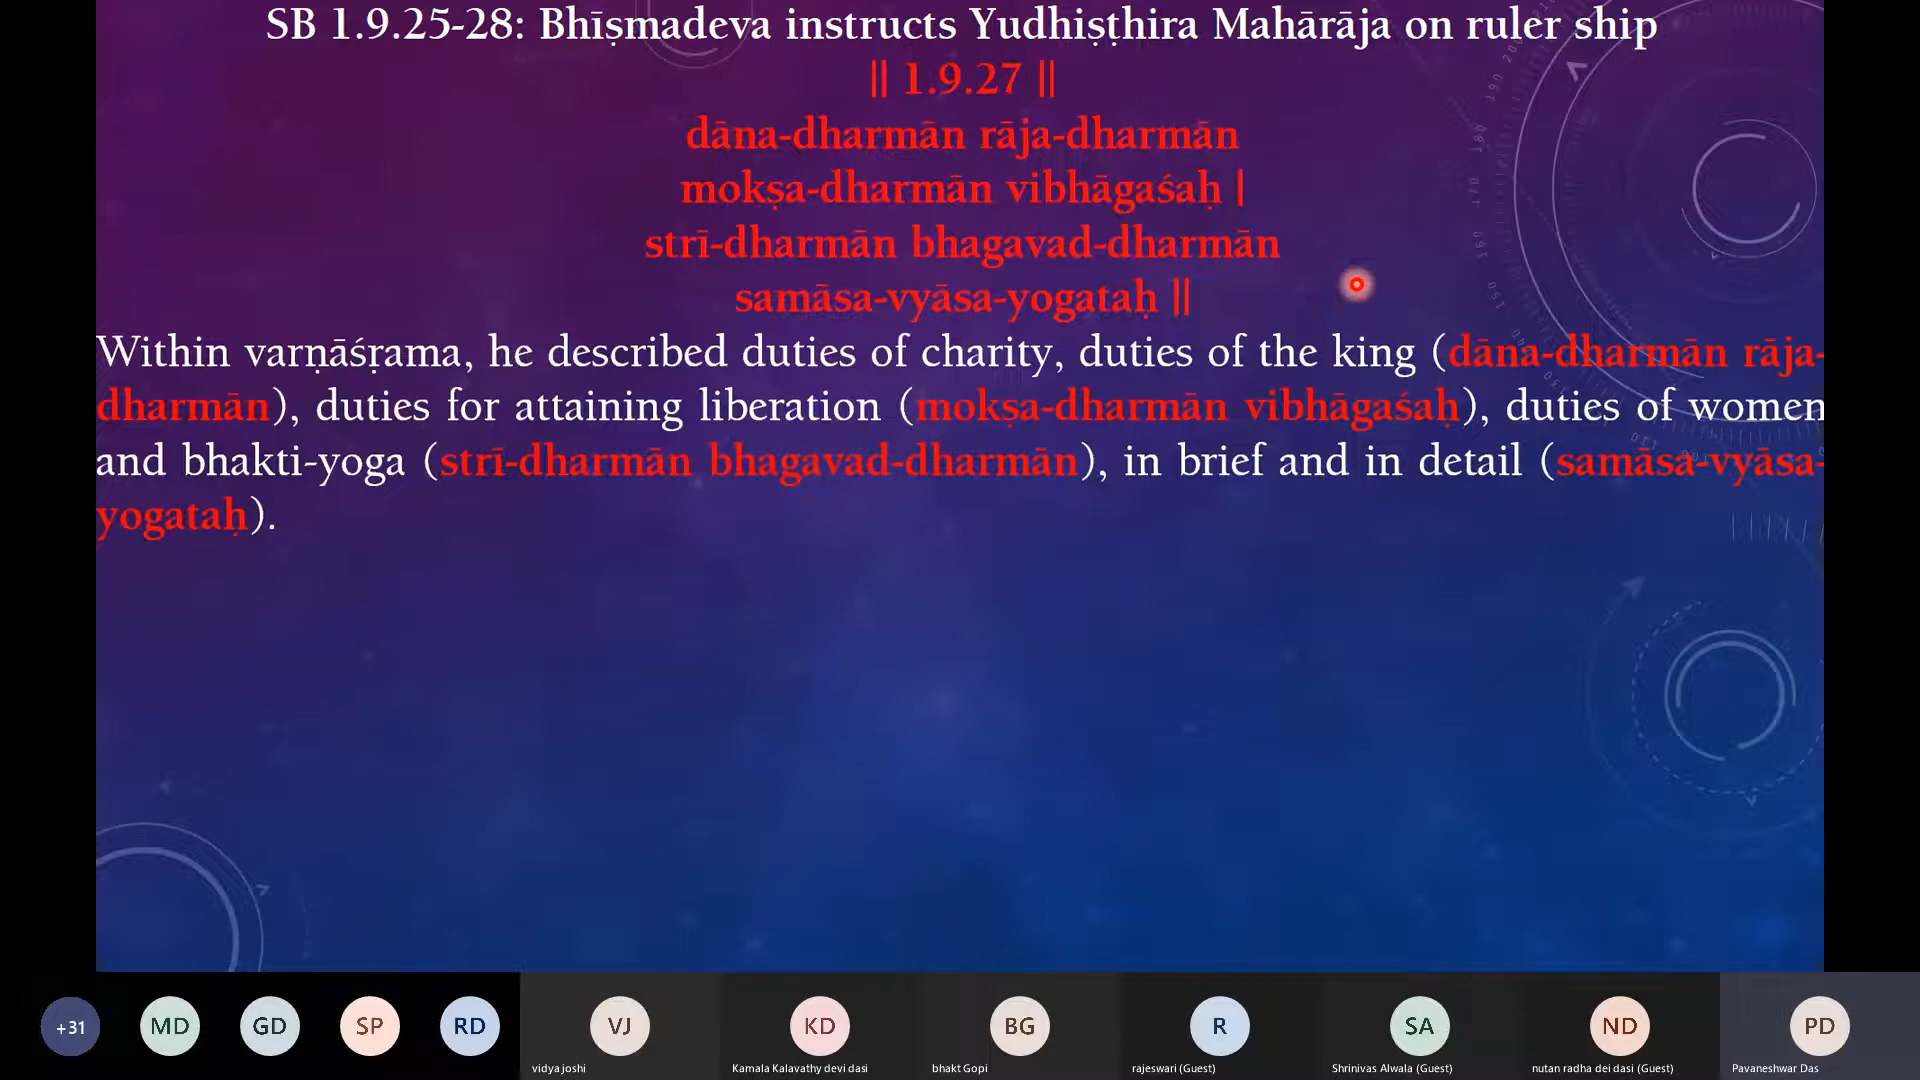 SB 1.9.25-28: Bhīṣmadeva instructs Yudhiṣṭhira Mahārāja on ruler ship
|| 1.9.27 ||
dāna-dharmān rāja-dharmān
mokṣa-dharmān vibhāgaśaḥ |
strī-dharmān bhagavad-dharmān
samāsa-vyāsa-yogataḥ ||
Within varṇāśṛama, he described duties of charity, duties of the king (dāna-dharmān rāja-
dharmān), duties for attaining liberation (mokṣa-dharmān vibhāgaśaḥ), duties of women
and bhakti-yoga (strī-dharmān bhagavad-dharmān), in brief and in detail (samāsa-vyāsa-
yogataḥ).
+31 MD GD SP RD VJ KD BG R SA ND PD
vidya joshi Kamala Kalavathy devi dasi bhakt Gopi rajeswari (Guest) Shrinivas Alwala (Guest) nutan radha dei dasi (Guest) Pavaneshwar Das